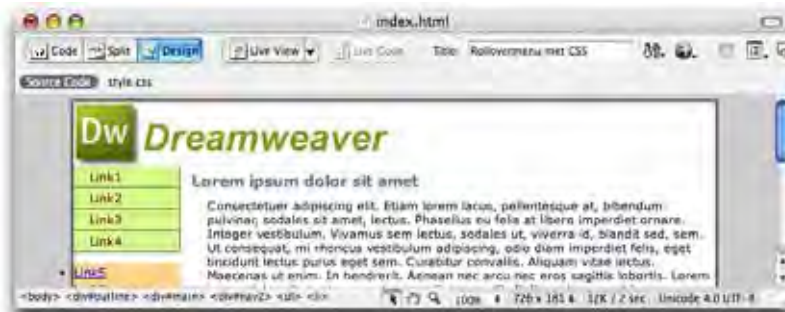 index.html
Code Split Design Live View Live Code Title: Rollovermenu met CSS
Source Code style.css
Dw Dreamweaver
Link1
Link2
Link3
Link4
Link5
Lorem ipsum dolor sit amet
Consectetuer adipiscing elit. Etiam lorem lacus, pellentesque at, bibendum
pulvinar, sodales sit amet, lectus. Phasellus eu felis at libero imperdiet ornare.
Integer vestibulum. Vivamus sem lectus, sodales ut, viverra id, blandit sed, sem.
Ut consequat, mi rhoncus vestibulum adipiscing, odio diam imperdiet felis, eget
tincidunt lectus purus eget sem. Curabitur convallis. Aliquam vitae lectus.
Maecenas ut enim. In hendrerit. Aenean nec arcu nec eros sagittis lobortis. Lorem
<body> <div#outline> <div#main> <div#nav2> <ul> <li> 100% 726 x 181 12K / 2 sec Unicode 4.0 UTF-8